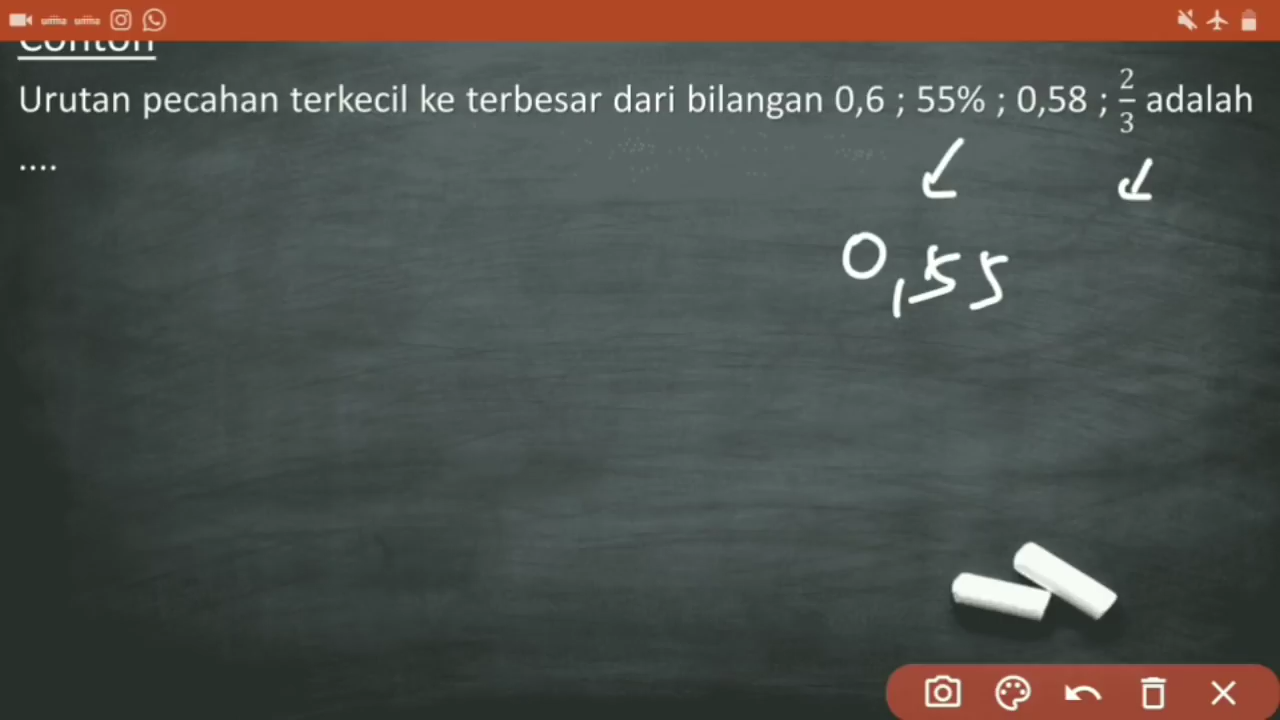 Contoh
Urutan pecahan terkecil ke terbesar dari bilangan 0,6 ; 55% ; 0,58 ; 2/3 adalah
....
0,55